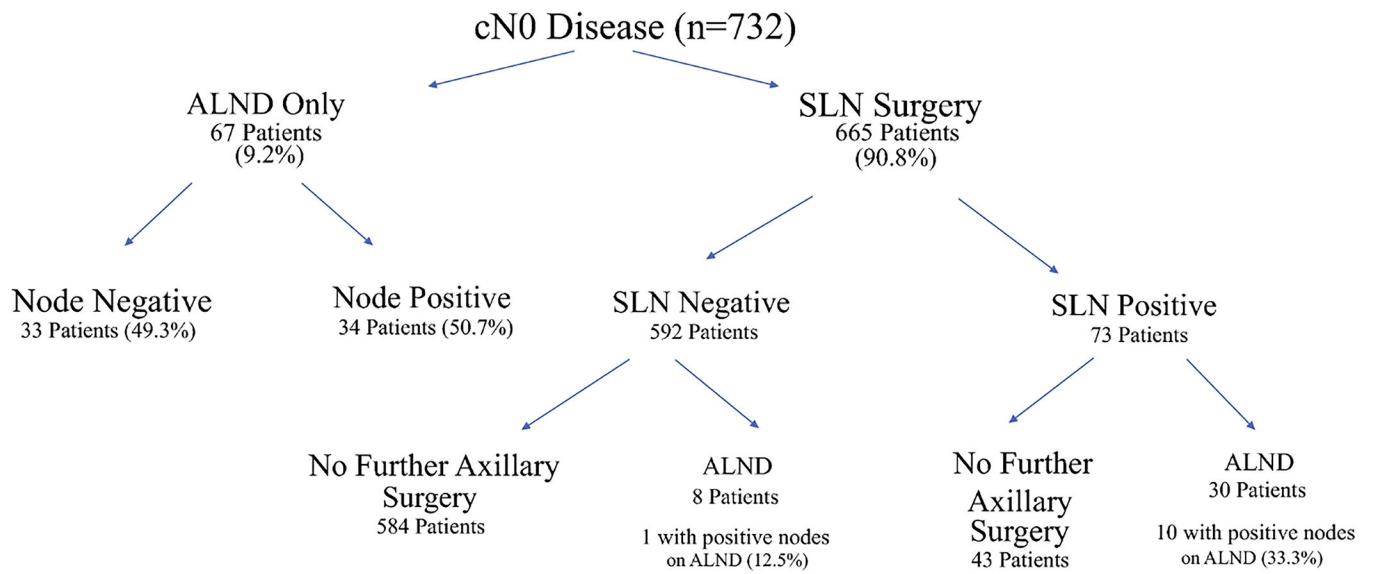 cN0 Disease (n=732)
ALND Only
67 Patients
(9.2%)
SLN Surgery
665 Patients
(90.8%)
Node Negative
33 Patients (49.3%)
Node Positive
34 Patients (50.7%)
SLN Negative
592 Patients
SLN Positive
73 Patients
No Further Axillary
Surgery
584 Patients
ALND
8 Patients
1 with positive nodes
on ALND (12.5%)
No Further
Axillary
Surgery
43 Patients
ALND
30 Patients
10 with positive nodes
on ALND (33.3%)